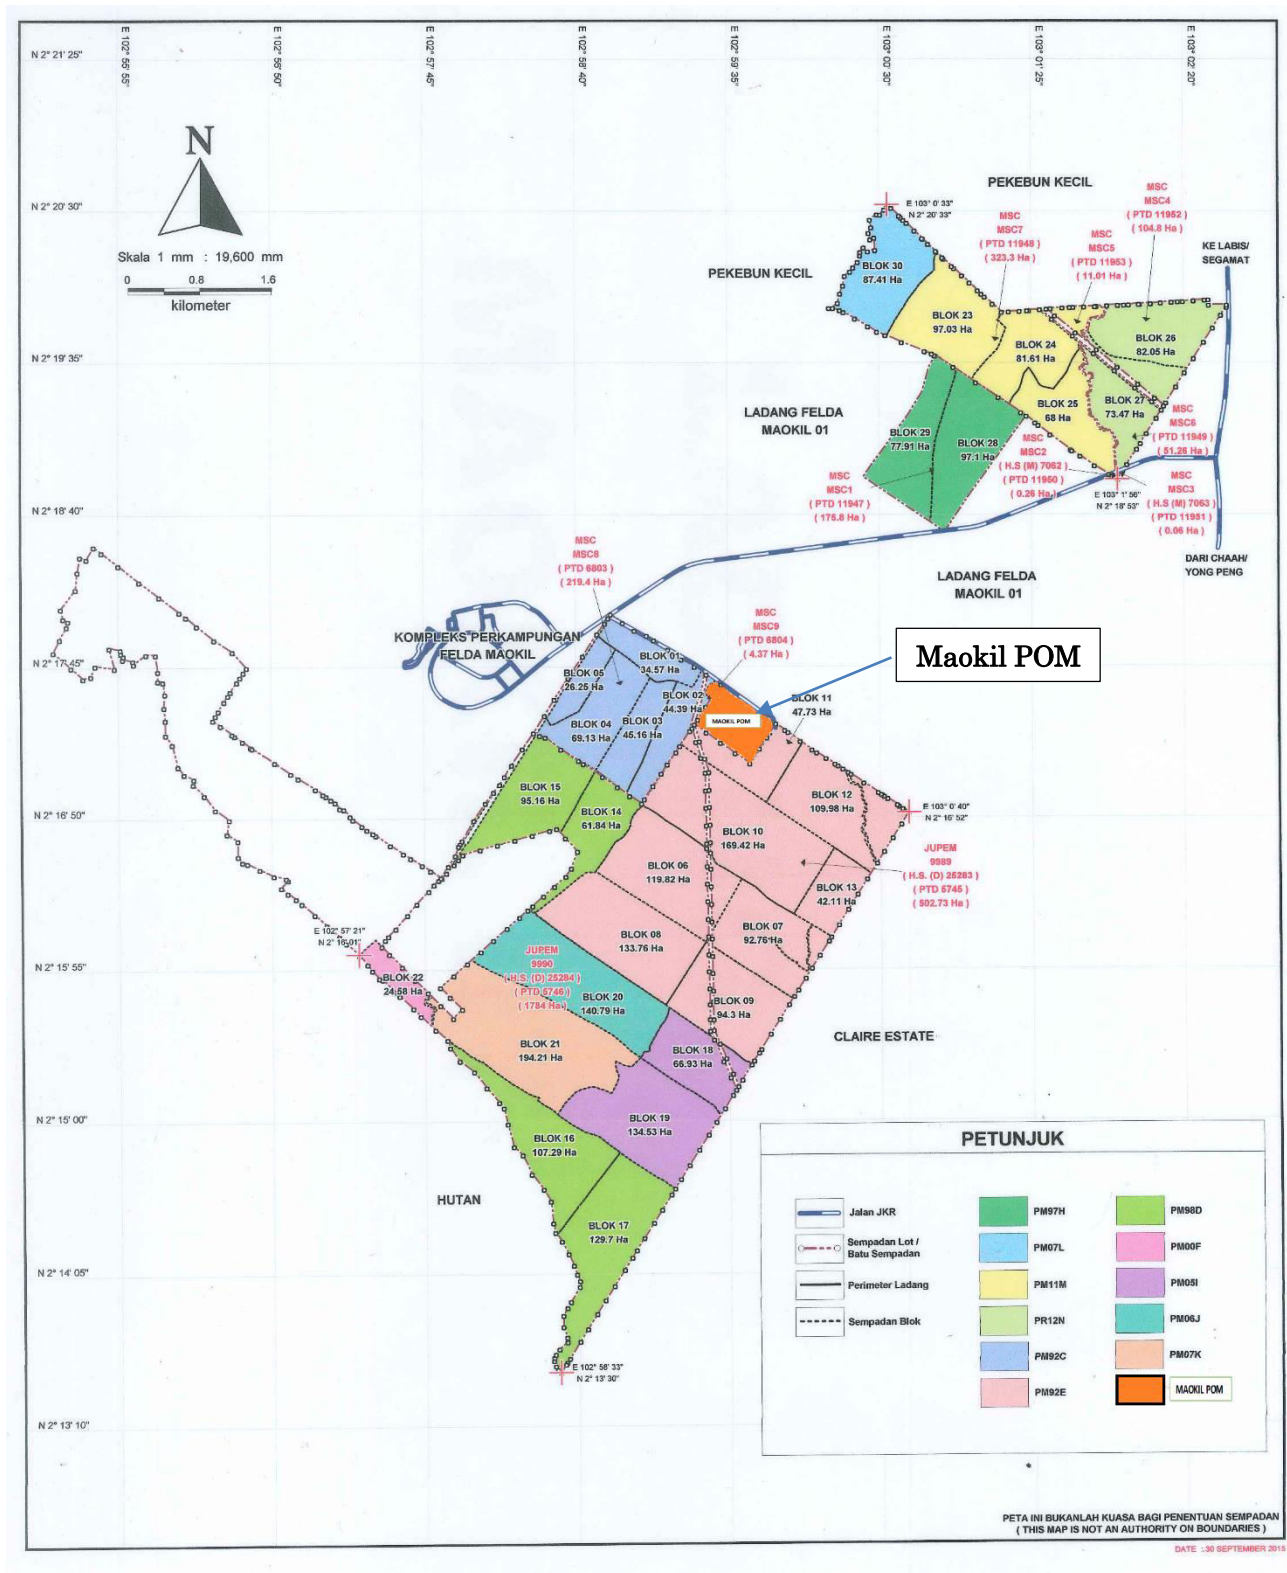 E 102° 55' 55"
E 102° 56' 50"
E 102° 57' 45"
E 102° 58' 40"
E 102° 59' 35"
E 103° 00' 30"
E 103° 01' 25"
E 103° 02' 20"
N 2° 21' 25"
N 2° 20' 30"
N 2° 19' 35"
N 2° 18' 40"
N 2° 17' 45"
N 2° 16' 50"
N 2° 15' 55"
N 2° 15' 00"
N 2° 14' 05"
N 2° 13' 10"
N
Skala 1 mm : 19,600 mm
0 0.8 1.6
kilometer
PEKEBUN KECIL
MSC
MSC4
( PTD 11952 )
( 104.8 Ha )
E 103° 0' 33"
N 2° 20' 33"
MSC
MSC7
( PTD 11948 )
( 323.3 Ha )
MSC
MSC5
( PTD 11953 )
( 11.01 Ha )
KE LABIS/
SEGAMAT
PEKEBUN KECIL
BLOK 30
87.41 Ha
BLOK 23
97.03 Ha
BLOK 24
81.61 Ha
BLOK 26
82.05 Ha
BLOK 25
68 Ha
BLOK 27
73.47 Ha
LADANG FELDA
MAOKIL 01
BLOK 29
77.91 Ha
BLOK 28
97.1 Ha
MSC
MSC6
( PTD 11949 )
( 51.26 Ha )
MSC
MSC2
( H.S (M) 7062 )
( PTD 11950 )
( 0.26 Ha )
MSC
MSC1
( PTD 11947 )
( 175.8 Ha )
MSC
MSC3
( H.S (M) 7063 )
( PTD 11951 )
( 0.06 Ha )
E 103° 1' 56"
N 2° 18' 53"
DARI CHAAH/
YONG PENG
LADANG FELDA
MAOKIL 01
MSC
MSC8
( PTD 6803 )
( 219.4 Ha )
MSC
MSC9
( PTD 6804 )
( 4.37 Ha )
Maokil POM
KOMPLEKS PERKAMPUNGAN
FELDA MAOKIL
BLOK 01
34.57 Ha
BLOK 05
26.25 Ha
BLOK 02
44.39 Ha
BLOK 03
45.16 Ha
BLOK 04
69.13 Ha
MAOKIL POM
BLOK 11
47.73 Ha
BLOK 15
95.16 Ha
BLOK 14
61.84 Ha
BLOK 12
109.98 Ha
E 103° 0' 40"
N 2° 16' 52"
BLOK 10
169.42 Ha
BLOK 06
119.82 Ha
JUPEM
9989
( H.S. (D) 25283 )
( PTD 5745 )
( 502.73 Ha )
BLOK 13
42.11 Ha
BLOK 07
92.76 Ha
BLOK 08
133.76 Ha
E 102° 57' 21"
N 2° 16' 01"
BLOK 22
24.58 Ha
JUPEM
9990
( H.S. (D) 25284 )
( PTD 5746 )
( 1784 Ha )
BLOK 20
140.79 Ha
BLOK 09
94.3 Ha
CLAIRE ESTATE
BLOK 21
194.21 Ha
BLOK 18
66.93 Ha
BLOK 19
134.53 Ha
BLOK 16
107.29 Ha
HUTAN
BLOK 17
129.7 Ha
E 102° 58' 33"
N 2° 13' 30"
PETUNJUK
Jalan JKR
Sempadan Lot /
Batu Sempadan
Perimeter Ladang
Sempadan Blok
PM97H
PM07L
PM11M
PR12N
PM92C
PM92E
PM98D
PM00F
PM05I
PM06J
PM07K
MAOKIL POM
PETA INI BUKANLAH KUASA BAGI PENENTUAN SEMPADAN
( THIS MAP IS NOT AN AUTHORITY ON BOUNDARIES )
DATE : 30 SEPTEMBER 2015